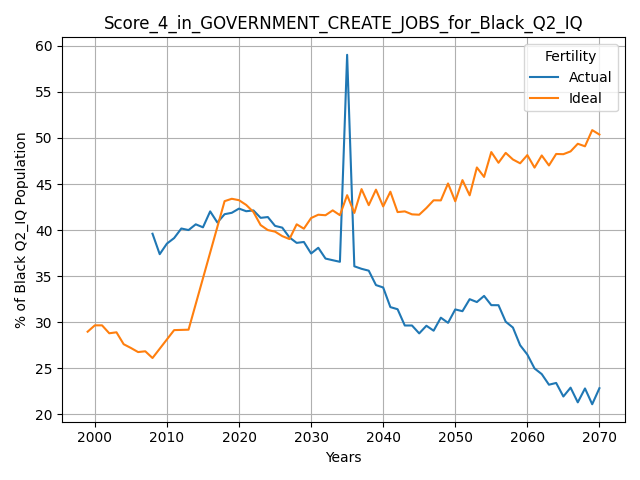 Score_4_in_GOVERNMENT_CREATE_JOBS_for_Black_Q2_IQ
Fertility
Actual
Ideal
% of Black Q2_IQ Population
60
55
50
45
40
35
30
25
20
2000 2010 2020 2030 2040 2050 2060 2070
Years